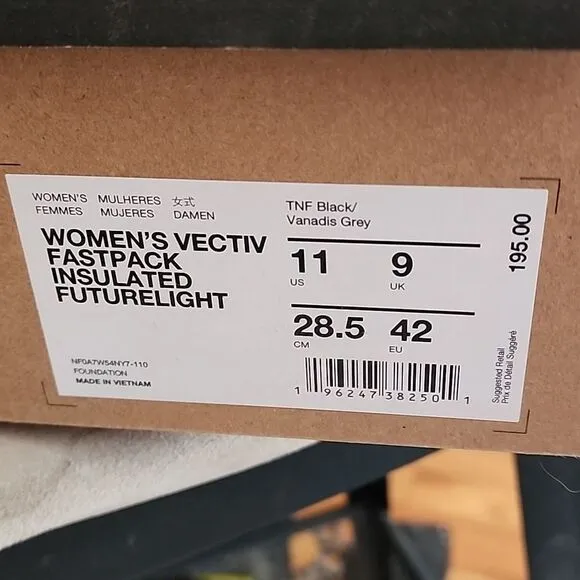 WOMEN'S MULHERES 女式
FEMMES MUJERES DAMEN
WOMEN'S VECTIV
FASTPACK
INSULATED
FUTURELIGHT
NF0A7W54NY7-110
FOUNDATION
MADE IN VIETNAM
TNF Black/
Vanadis Grey
11 9
US UK
28.5 42
CM EU
1 96247 38250 1
195.00
Suggested Retail
Prix de Détail Suggéré